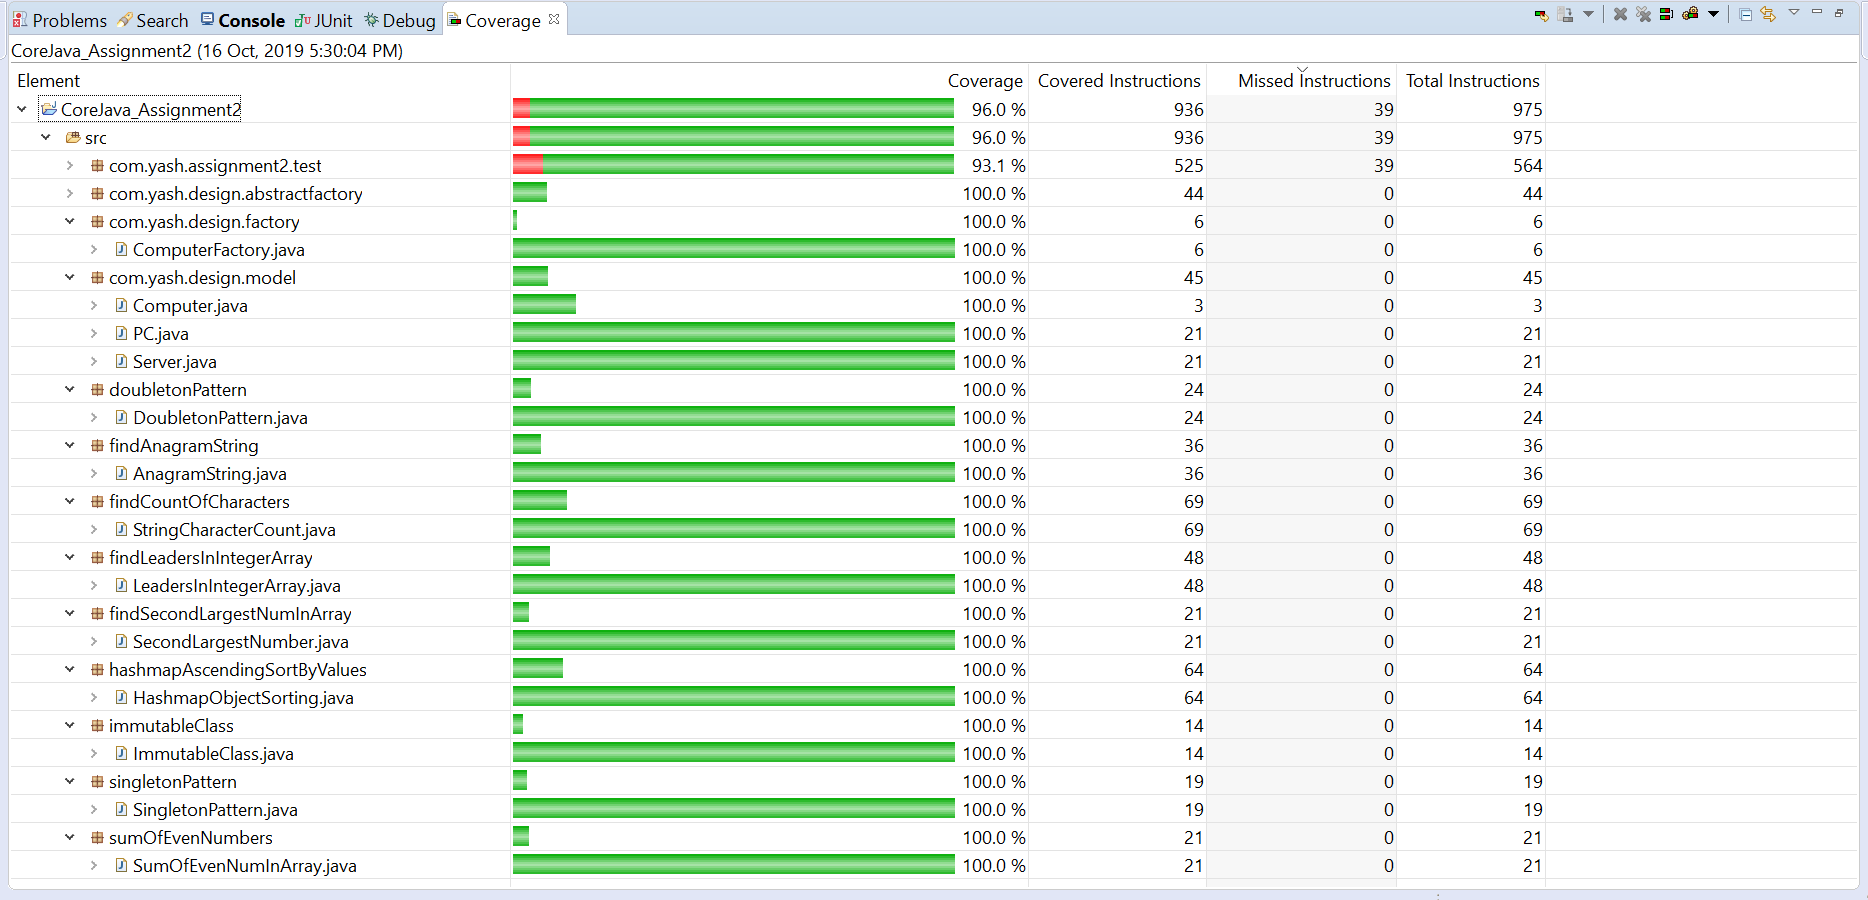 Problems Search Console JUnit Debug Coverage
CoreJava_Assignment2 (16 Oct, 2019 5:30:04 PM)
Element Coverage Covered Instructions Missed Instructions Total Instructions
CoreJava_Assignment2 96.0 % 936 39 975
src 96.0 % 936 39 975
com.yash.assignment2.test 93.1 % 525 39 564
com.yash.design.abstractfactory 100.0 % 44 0 44
com.yash.design.factory 100.0 % 6 0 6
ComputerFactory.java 100.0 % 6 0 6
com.yash.design.model 100.0 % 45 0 45
Computer.java 100.0 % 3 0 3
PC.java 100.0 % 21 0 21
Server.java 100.0 % 21 0 21
doubletonPattern 100.0 % 24 0 24
DoubletonPattern.java 100.0 % 24 0 24
findAnagramString 100.0 % 36 0 36
AnagramString.java 100.0 % 36 0 36
findCountOfCharacters 100.0 % 69 0 69
StringCharacterCount.java 100.0 % 69 0 69
findLeadersInIntegerArray 100.0 % 48 0 48
LeadersInIntegerArray.java 100.0 % 48 0 48
findSecondLargestNumInArray 100.0 % 21 0 21
SecondLargestNumber.java 100.0 % 21 0 21
hashmapAscendingSortByValues 100.0 % 64 0 64
HashmapObjectSorting.java 100.0 % 64 0 64
immutableClass 100.0 % 14 0 14
ImmutableClass.java 100.0 % 14 0 14
singletonPattern 100.0 % 19 0 19
SingletonPattern.java 100.0 % 19 0 19
sumOfEvenNumbers 100.0 % 21 0 21
SumOfEvenNumInArray.java 100.0 % 21 0 21